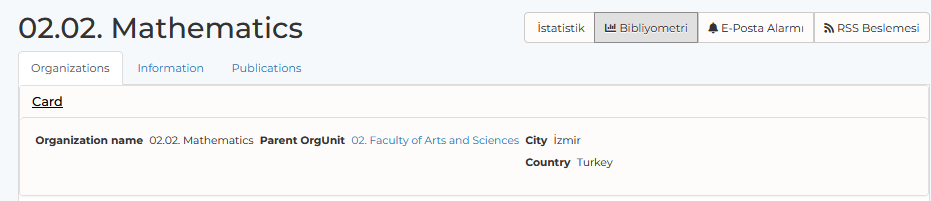 02.02. Mathematics
İstatistik Bibliyometri E-Posta Alarmı RSS Beslemesi
Organizations Information Publications
Card
Organization name 02.02. Mathematics Parent OrgUnit 02. Faculty of Arts and Sciences City İzmir
Country Turkey